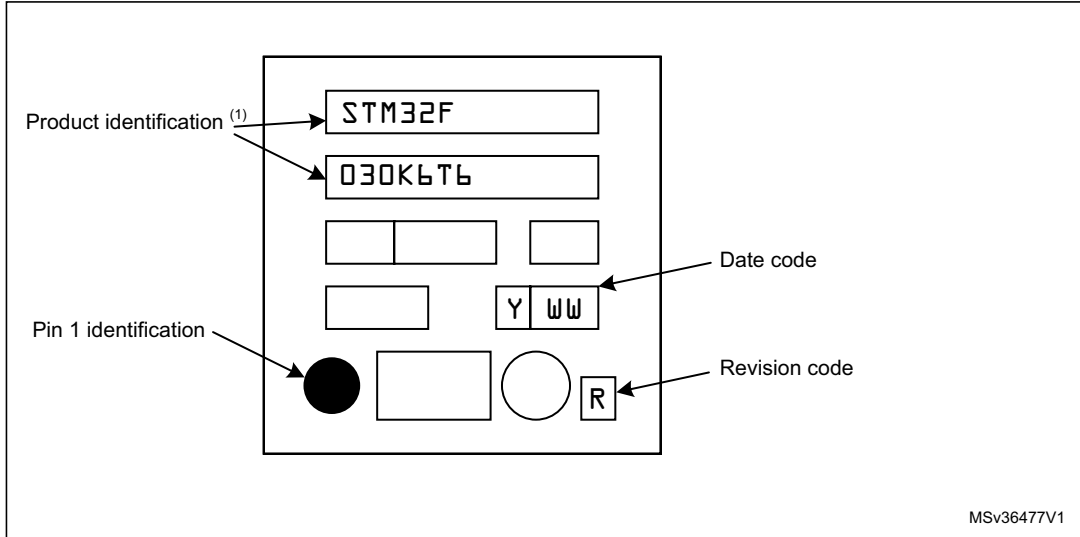 STM32F
Product identification (1)
030K6T6
Date code
Y WW
Pin 1 identification
Revision code
R
MSv36477V1